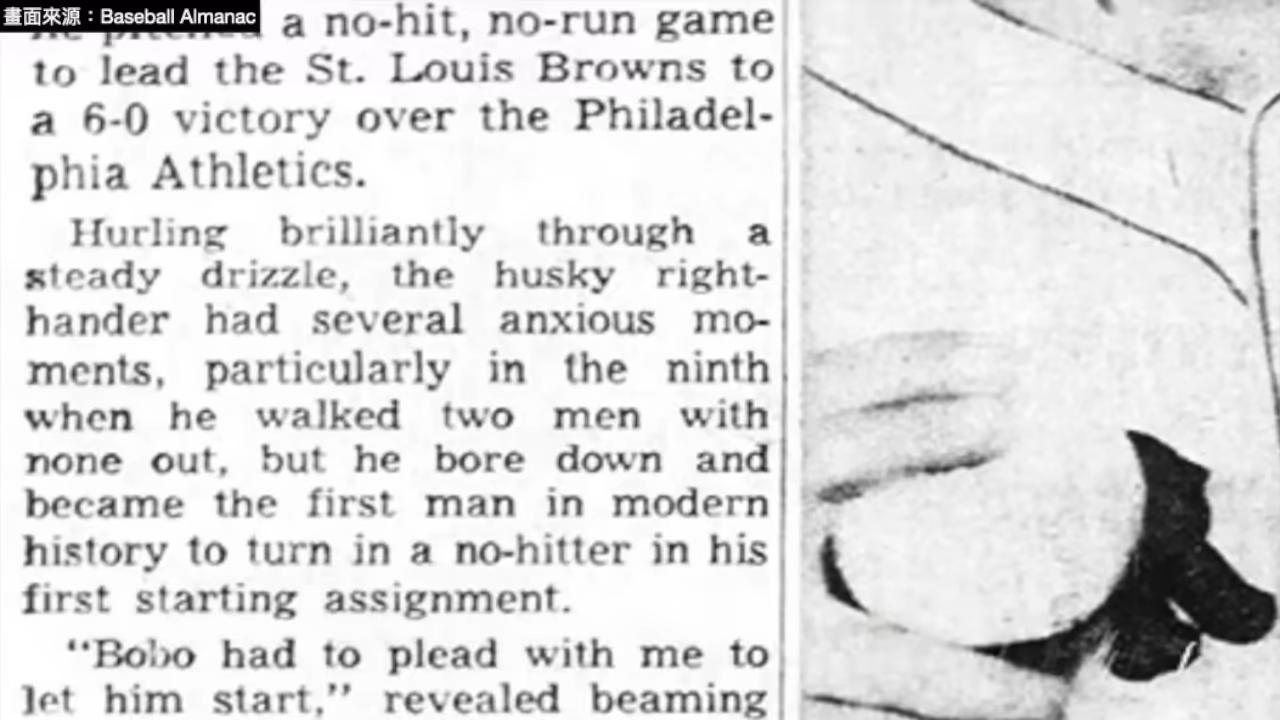 畫面來源：Baseball Almanac
he pitched a no-hit, no-run game
to lead the St. Louis Browns to
a 6-0 victory over the Philadel-
phia Athletics.
Hurling brilliantly through a
steady drizzle, the husky right-
hander had several anxious mo-
ments, particularly in the ninth
when he walked two men with
none out, but he bore down and
became the first man in modern
history to turn in a no-hitter in his
first starting assignment.
"Bobo had to plead with me to
let him start," revealed beaming